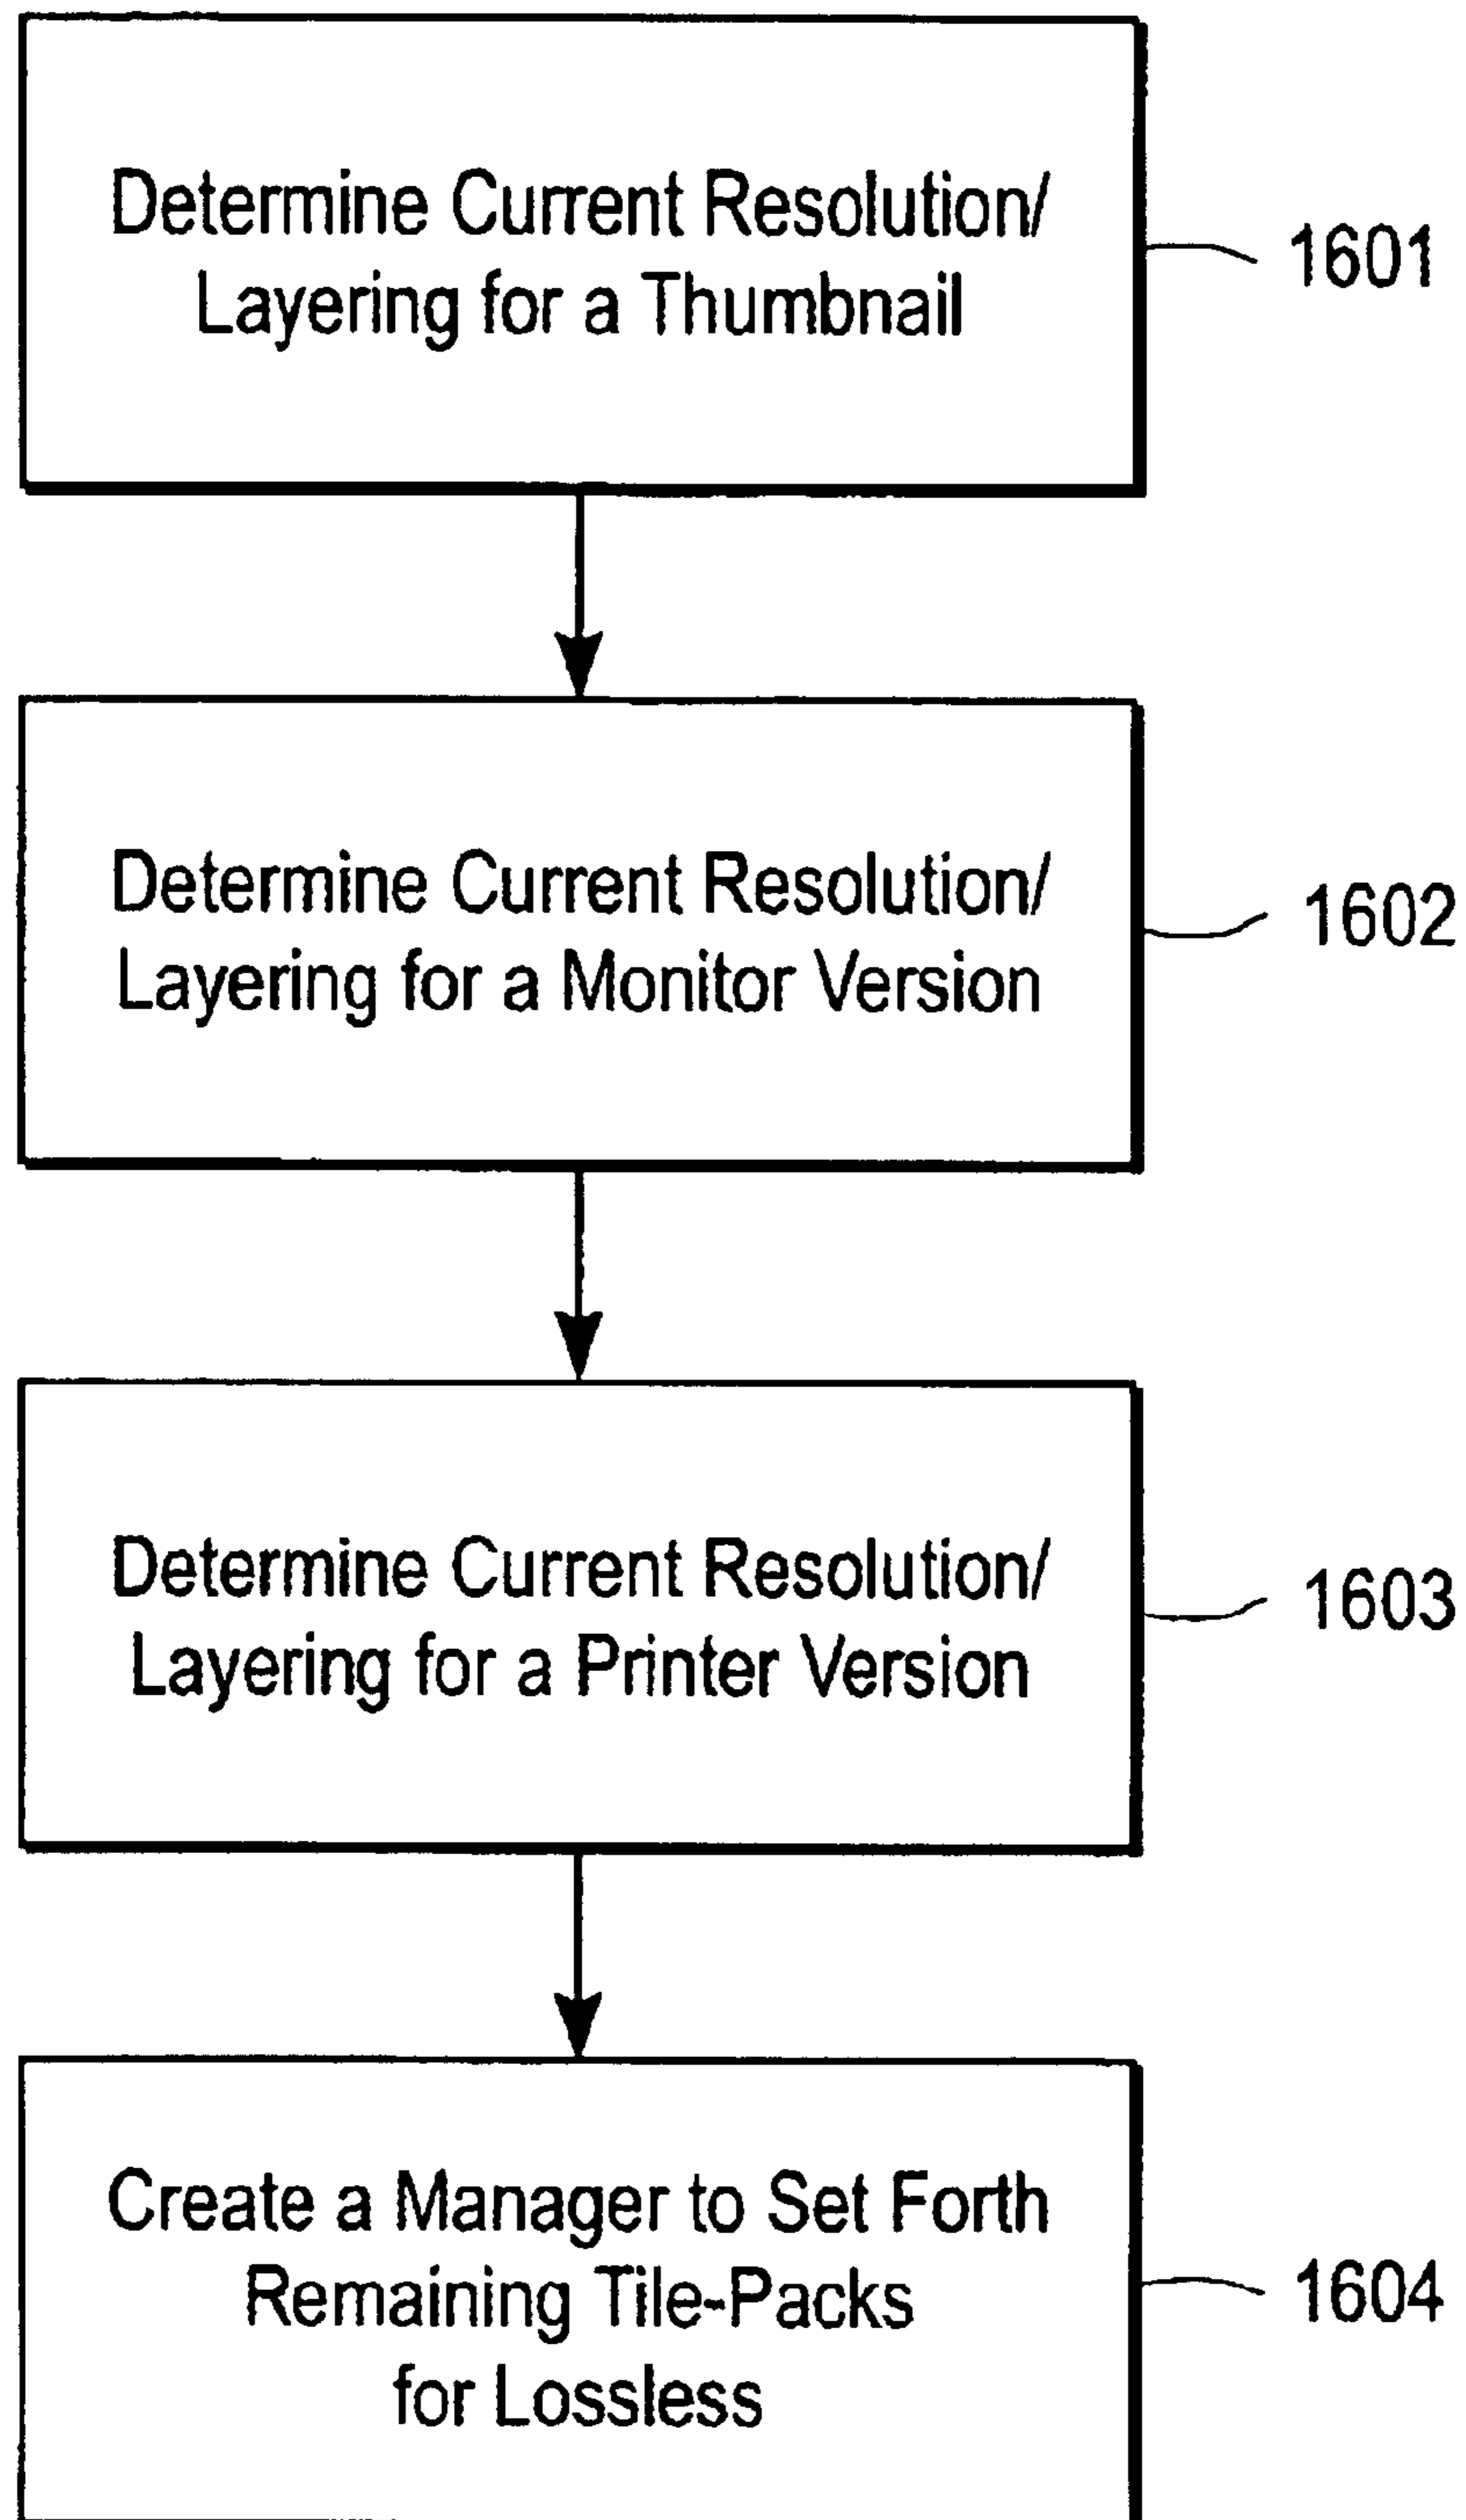 Determine Current Resolution/
Layering for a Thumbnail
1601
Determine Current Resolution/
Layering for a Monitor Version
1602
Determine Current Resolution/
Layering for a Printer Version
1603
Create a Manager to Set Forth
Remaining Tile-Packs
for Lossless
1604